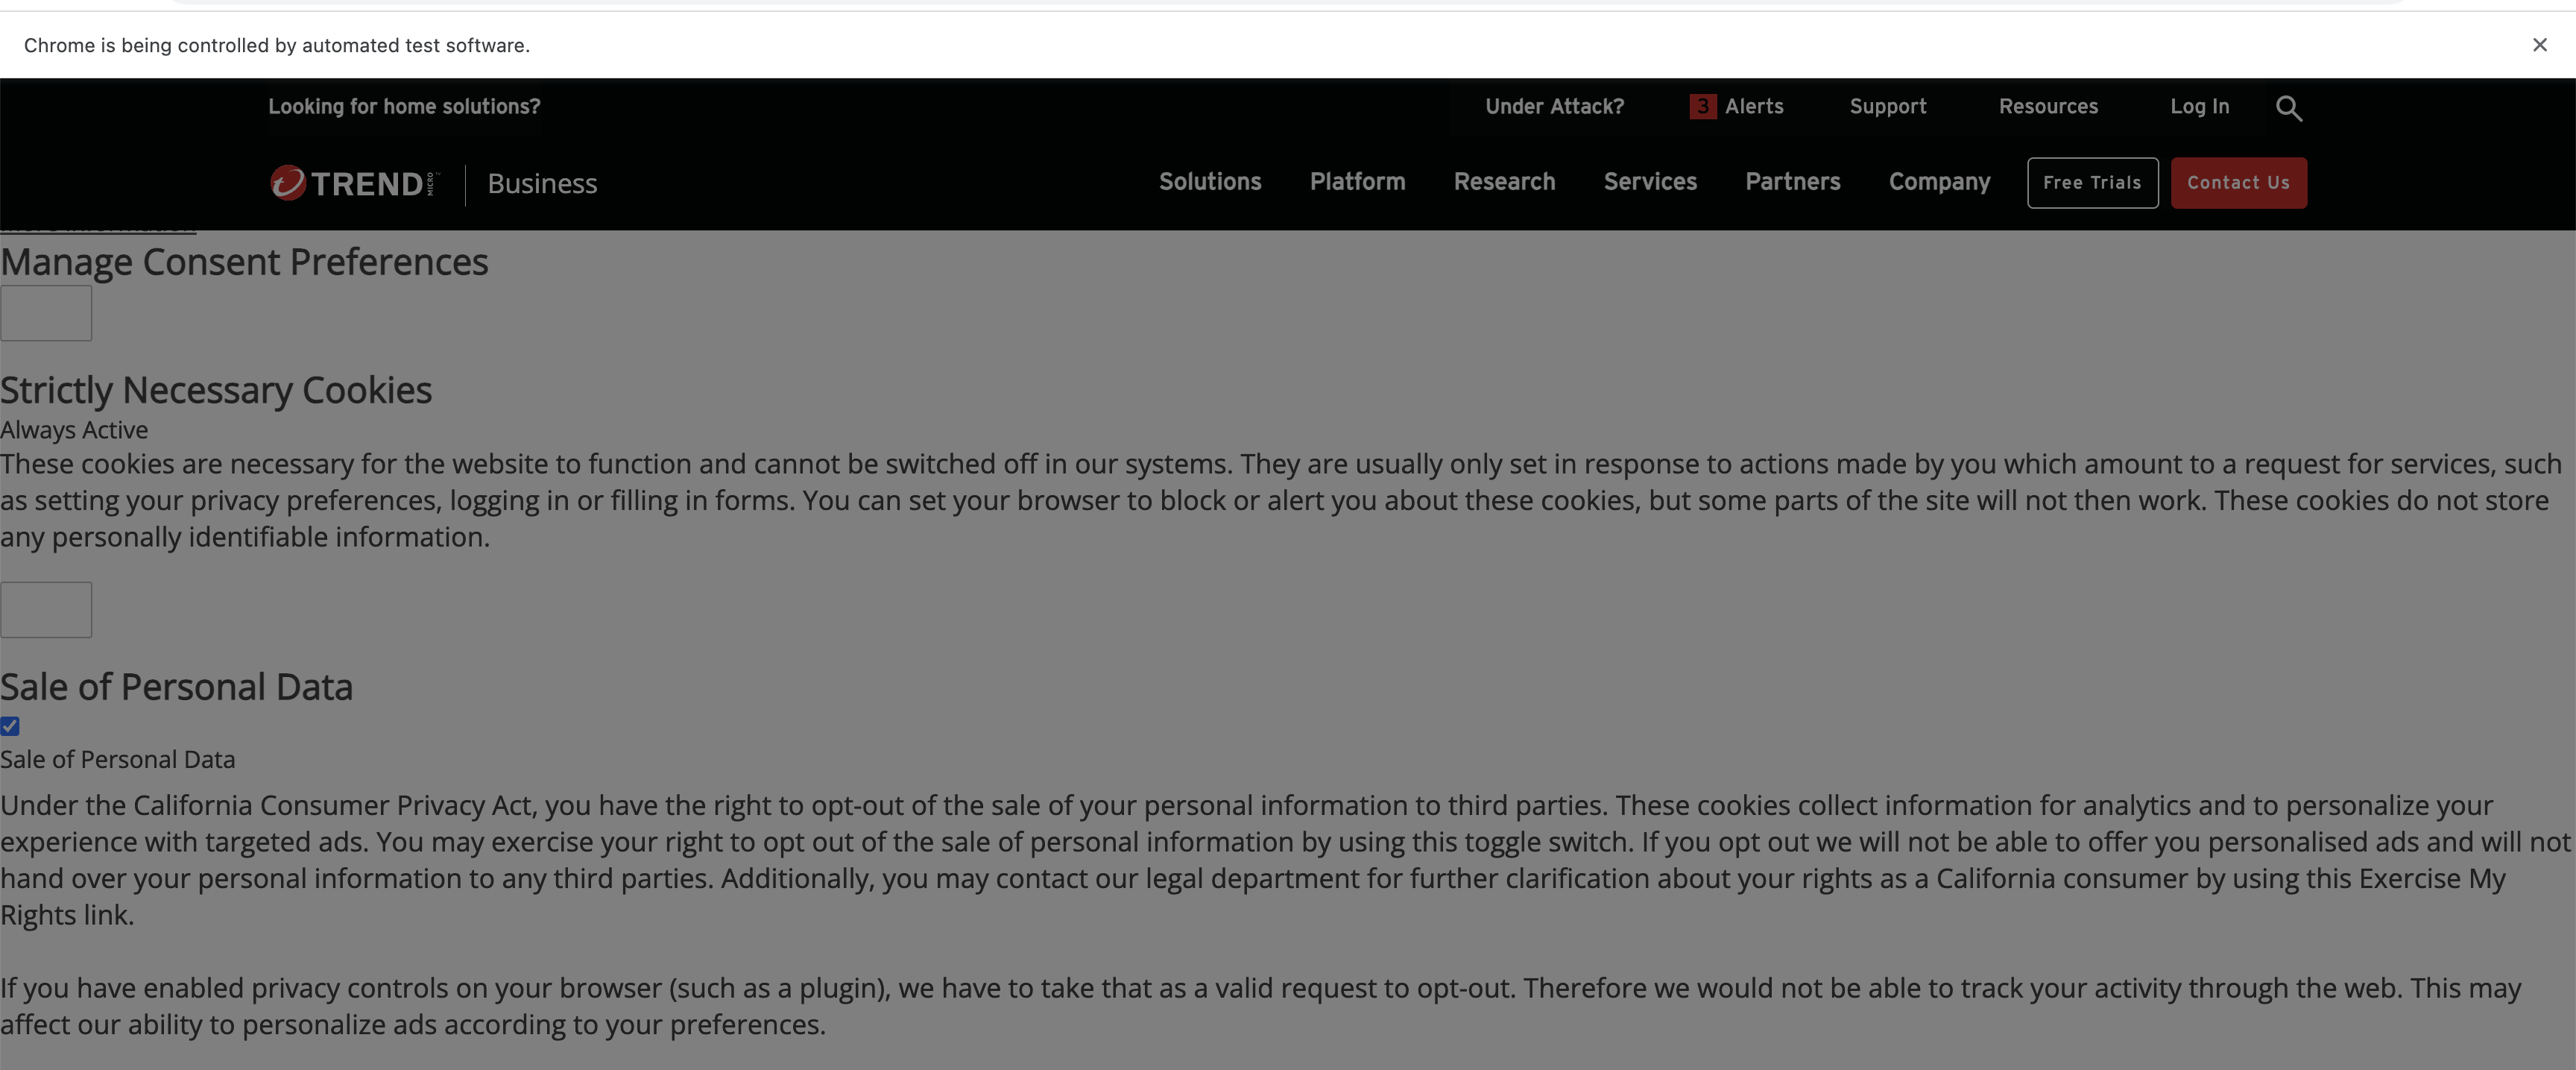 Chrome is being controlled by automated test software.
Looking for home solutions?
Under Attack? 3 Alerts Support Resources Log In
TREND MICRO™ Business
Solutions Platform Research Services Partners Company Free Trials Contact Us
Manage Consent Preferences
Strictly Necessary Cookies
Always Active
These cookies are necessary for the website to function and cannot be switched off in our systems. They are usually only set in response to actions made by you which amount to a request for services, such
as setting your privacy preferences, logging in or filling in forms. You can set your browser to block or alert you about these cookies, but some parts of the site will not then work. These cookies do not store
any personally identifiable information.
Sale of Personal Data
Sale of Personal Data
Under the California Consumer Privacy Act, you have the right to opt-out of the sale of your personal information to third parties. These cookies collect information for analytics and to personalize your
experience with targeted ads. You may exercise your right to opt out of the sale of personal information by using this toggle switch. If you opt out we will not be able to offer you personalised ads and will not
hand over your personal information to any third parties. Additionally, you may contact our legal department for further clarification about your rights as a California consumer by using this Exercise My
Rights link.
If you have enabled privacy controls on your browser (such as a plugin), we have to take that as a valid request to opt-out. Therefore we would not be able to track your activity through the web. This may
affect our ability to personalize ads according to your preferences.